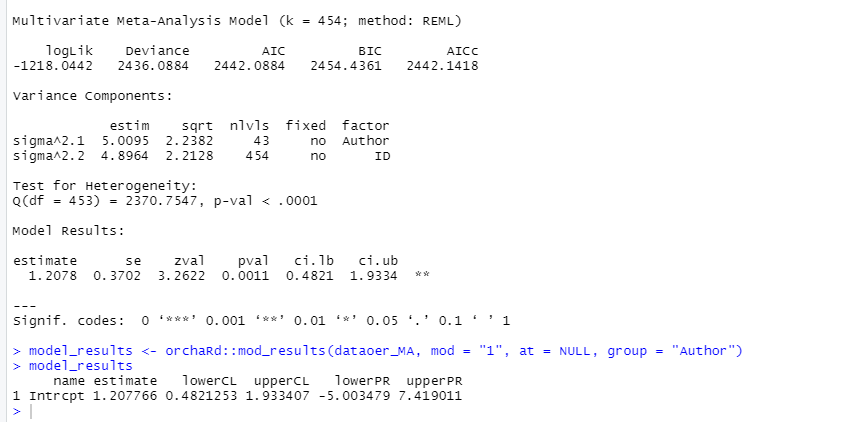 Multivariate Meta-Analysis Model (k = 454; method: REML)
logLik Deviance AIC BIC AICc
-1218.0442 2436.0884 2442.0884 2454.4361 2442.1418
Variance Components:
estim sqrt nlvls fixed factor
sigma^2.1 5.0095 2.2382 43 no Author
sigma^2.2 4.8964 2.2128 454 no ID
Test for Heterogeneity:
Q(df = 453) = 2370.7547, p-val < .0001
Model Results:
estimate se zval pval ci.lb ci.ub
1.2078 0.3702 3.2622 0.0011 0.4821 1.9334 **
---
Signif. codes: 0 ‘***’ 0.001 ‘**’ 0.01 ‘*’ 0.05 ‘.’ 0.1 ‘ ’ 1
> model_results <- orchaRd::mod_results(dataoer_MA, mod = "1", at = NULL, group = "Author")
> model_results
name estimate lowerCL upperCL lowerPR upperPR
1 Intrcpt 1.207766 0.4821253 1.933407 -5.003479 7.419011
>